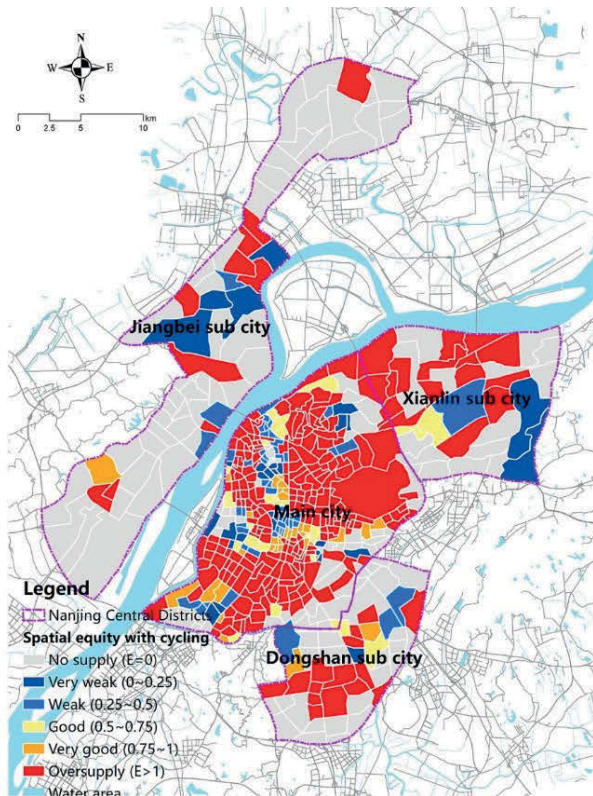 N
W E
S
km
0 2.5 5 10
Jiangbei sub city
Xianlin sub city
Main city
Dongshan sub city
Legend
Nanjing Central Districts
Spatial equity with cycling
No supply (E=0)
Very weak (0~0.25)
Weak (0.25~0.5)
Good (0.5~0.75)
Very good (0.75~1)
Oversupply (E>1)
Water area